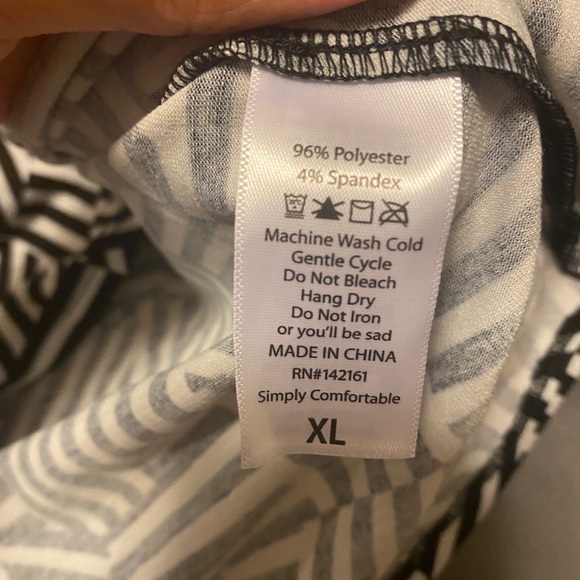 96% Polyester
4% Spandex
Machine Wash Cold
Gentle Cycle
Do Not Bleach
Hang Dry
Do Not Iron
or you'll be sad
MADE IN CHINA
RN#142161
Simply Comfortable
XL